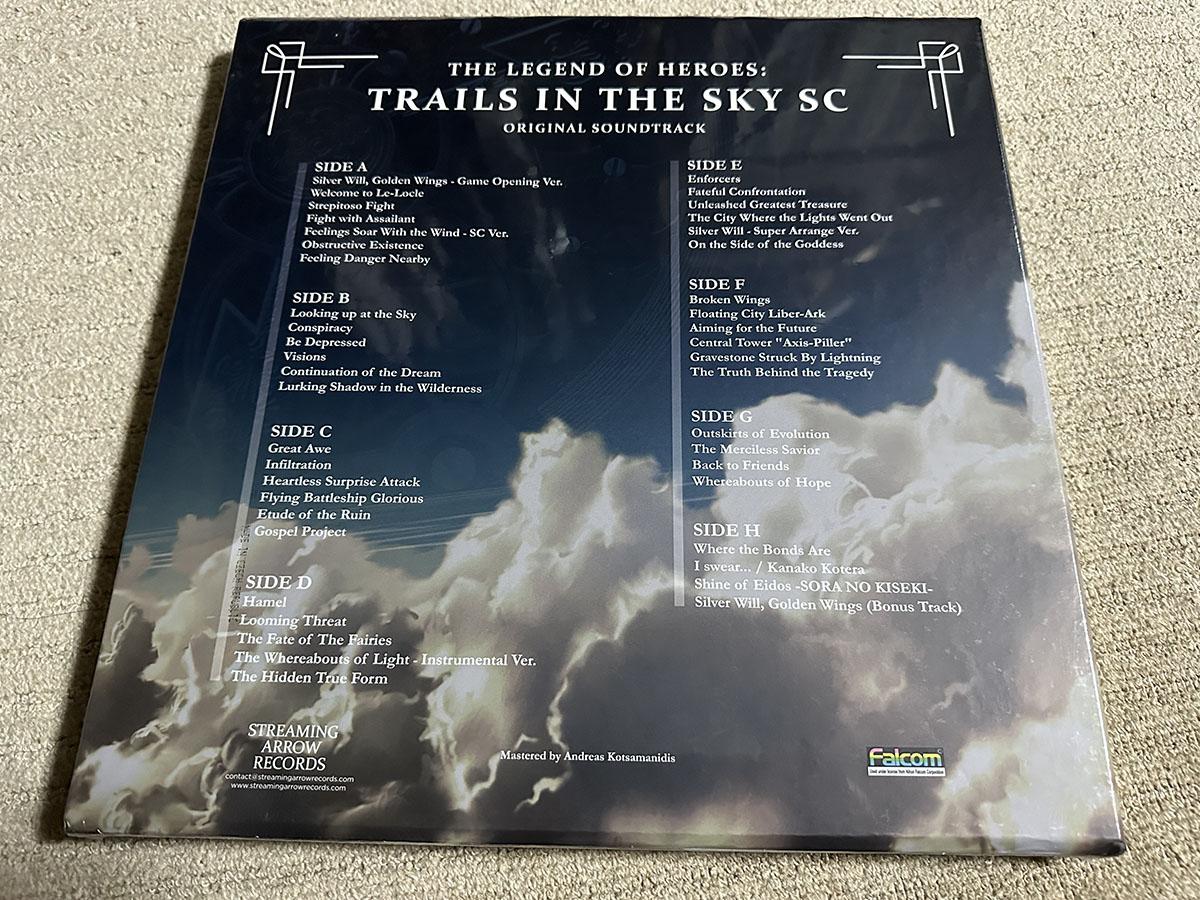 THE LEGEND OF HEROES:
TRAILS IN THE SKY SC
ORIGINAL SOUNDTRACK
SIDE A
Silver Will, Golden Wings - Game Opening Ver.
Welcome to Le-Locle
Strepitoso Fight
Fight with Assailant
Feelings Soar With the Wind - SC Ver.
Obstructive Existence
Feeling Danger Nearby
SIDE B
Looking up at the Sky
Conspiracy
Be Depressed
Visions
Continuation of the Dream
Lurking Shadow in the Wilderness
SIDE C
Great Awe
Infiltration
Heartless Surprise Attack
Flying Battleship Glorious
Etude of the Ruin
Gospel Project
SIDE D
Hamel
Looming Threat
The Fate of The Fairies
The Whereabouts of Light - Instrumental Ver.
The Hidden True Form
SIDE E
Enforcers
Fateful Confrontation
Unleashed Greatest Treasure
The City Where the Lights Went Out
Silver Will - Super Arrange Ver.
On the Side of the Goddess
SIDE F
Broken Wings
Floating City Liber-Ark
Aiming for the Future
Central Tower "Axis-Piller"
Gravestone Struck By Lightning
The Truth Behind the Tragedy
SIDE G
Outskirts of Evolution
The Merciless Savior
Back to Friends
Whereabouts of Hope
SIDE H
Where the Bonds Are
I swear... / Kanako Kotera
Shine of Eidos -SORA NO KISEKI-
Silver Will, Golden Wings (Bonus Track)
STREAMING
ARROW
RECORDS
contact@streamingarrowrecords.com
www.streamingarrowrecords.com
Mastered by Andreas Kotsamanidis
Falcom
Used under license from Nihon Falcom Corporation